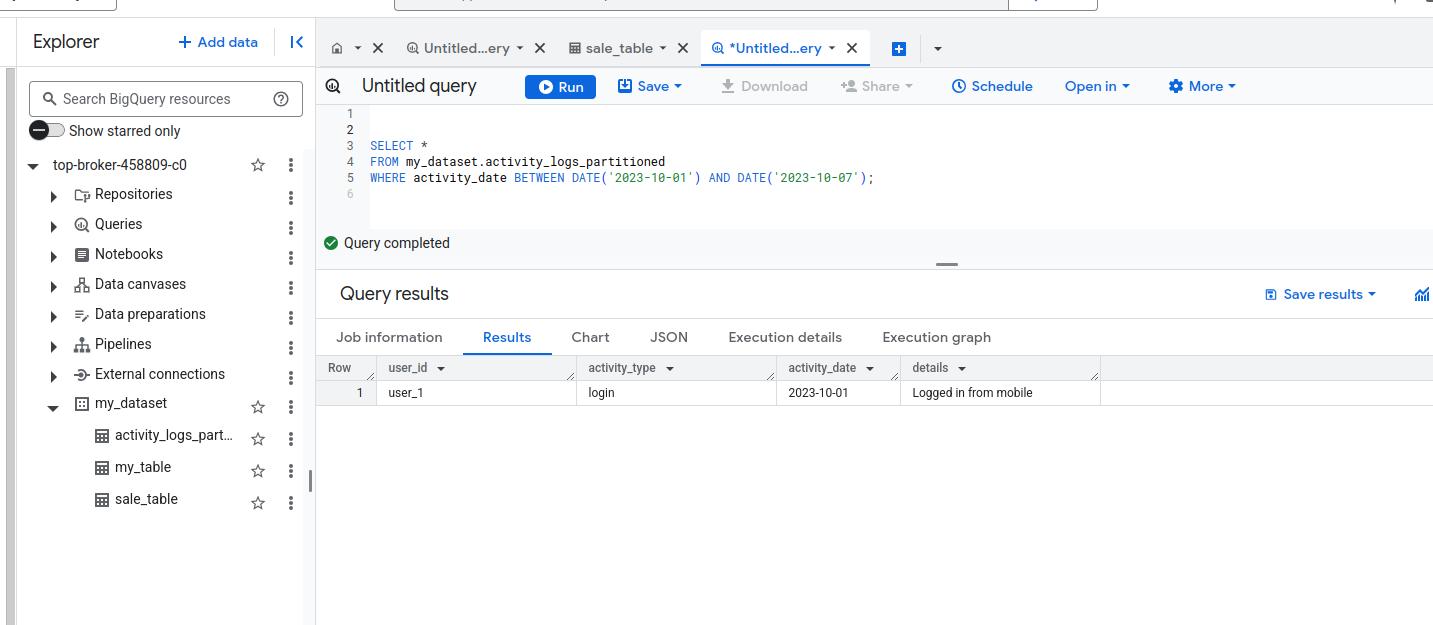 Explorer
+ Add data
Search BigQuery resources
Show starred only
top-broker-458809-c0
Repositories
Queries
Notebooks
Data canvases
Data preparations
Pipelines
External connections
my_dataset
activity_logs_part...
my_table
sale_table
Untitled...ery
sale_table
*Untitled...ery
Untitled query
Run
Save
Download
Share
Schedule
Open in
More
1
2
3 SELECT *
4 FROM my_dataset.activity_logs_partitioned
5 WHERE activity_date BETWEEN DATE('2023-10-01') AND DATE('2023-10-07');
6
Query completed
Query results
Save results
Job information Results Chart JSON Execution details Execution graph
Row user_id activity_type activity_date details
1 user_1 login 2023-10-01 Logged in from mobile